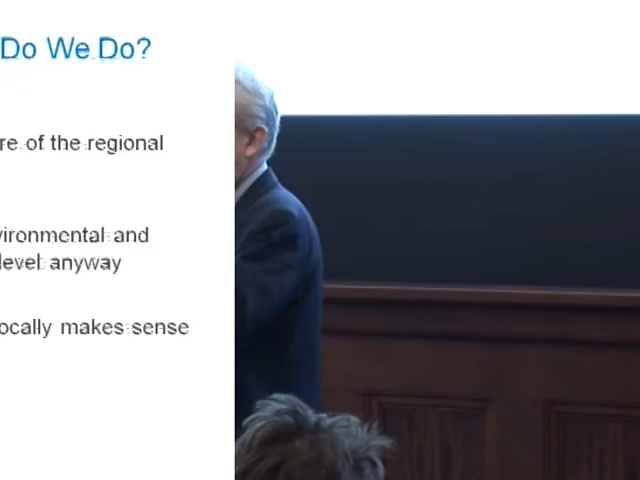 Do We Do?
re of the regional
vironmental and
level anyway
ocally makes sense